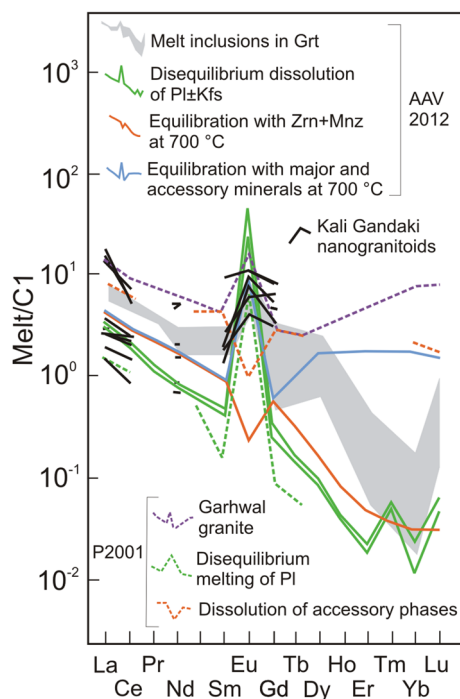 Melt inclusions in Grt
Disequilibrium dissolution
of Pl±Kfs
Equilibration with Zrn+Mnz
at 700 °C
Equilibration with major and
accessory minerals at 700 °C
AAV
2012
Kali Gandaki
nanogranitoids
Melt/C1
10³
10²
10¹
10⁰
10⁻¹
10⁻²
P2001
Garhwal
granite
Disequilibrium
melting of Pl
Dissolution of accessory phases
La Pr Sm Eu Tb Ho Tm Lu
Ce Nd Gd Dy Er Yb